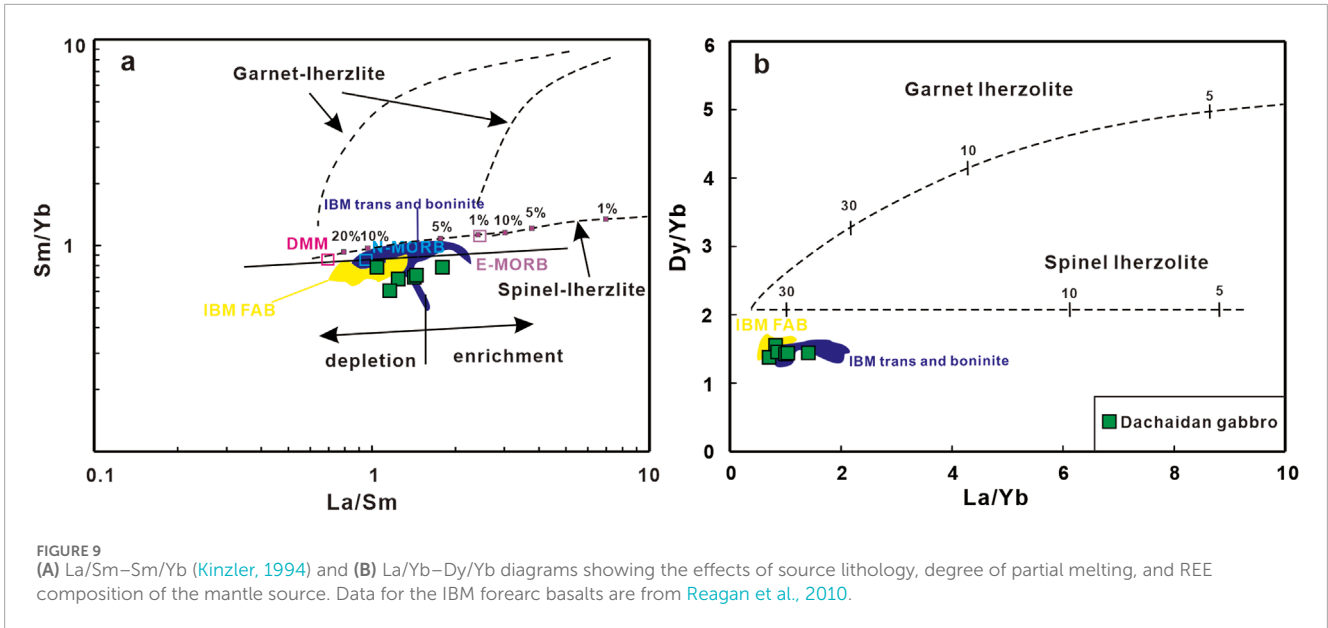 10
a
Garnet-lherzlite
IBM trans and boninite
20%
10%
5%
1%
10%
5%
1%
DMM
N-MORB
1
E-MORB
Spinel-lherzlite
IBM FAB
depletion
enrichment
0.1
1
10
La/Sm
Sm/Yb
6
b
Garnet lherzolite
5
5
10
4
30
3
Spinel lherzolite
30
10
5
2
IBM FAB
IBM trans and boninite
1
Dachaidan gabbro
0
0
2
4
6
8
10
La/Yb
Dy/Yb
FIGURE 9
(A) La/Sm–Sm/Yb (Kinzler, 1994) and (B) La/Yb–Dy/Yb diagrams showing the effects of source lithology, degree of partial melting, and REE
composition of the mantle source. Data for the IBM forearc basalts are from Reagan et al., 2010.